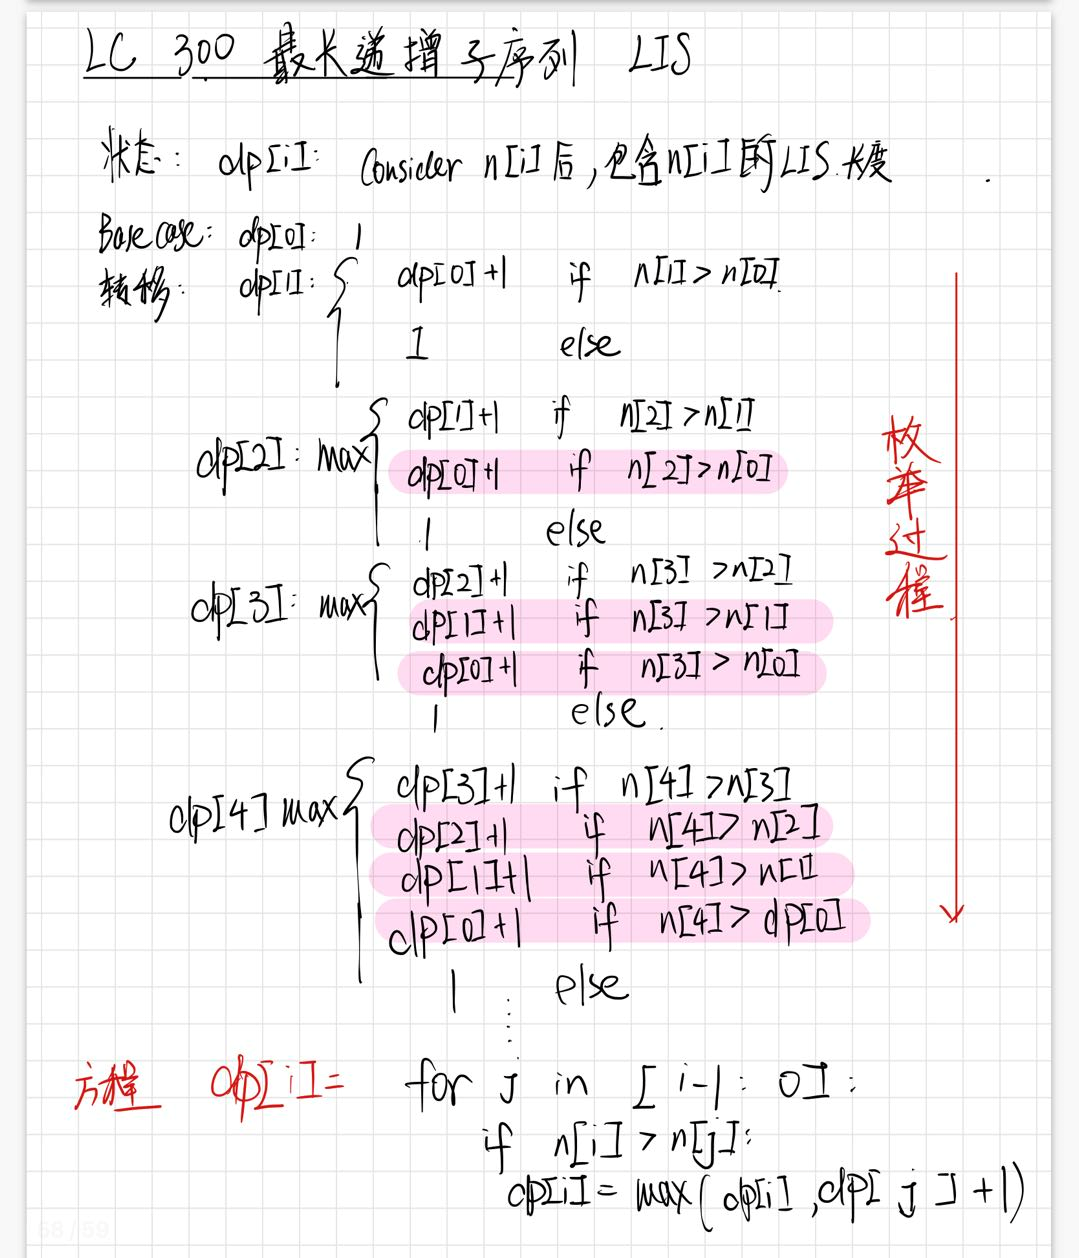 LC 300 最长递增子序列 LIS
状态: dp[i]: Consider n[i]后,包含n[i]的LIS长度
Base case: dp[0]: 1
转移: dp[1]: { dp[0]+1 if n[1] > n[0]
1 else
dp[2]: max { dp[1]+1 if n[2] > n[1]
dp[0]+1 if n[2] > n[0]
1 else
dp[3]: max { dp[2]+1 if n[3] > n[2]
dp[1]+1 if n[3] > n[1]
dp[0]+1 if n[3] > n[0]
1 else.
dp[4] max { dp[3]+1 if n[4] > n[3]
dp[2]+1 if n[4] > n[2]
dp[1]+1 if n[4] > n[1]
dp[0]+1 if n[4] > dp[0]
1 else
枚举过程
方程 dp[i]= for j in [i-1: 0]:
if n[i] > n[j]:
dp[i] = max(dp[i], dp[j]+1)
58 / 59